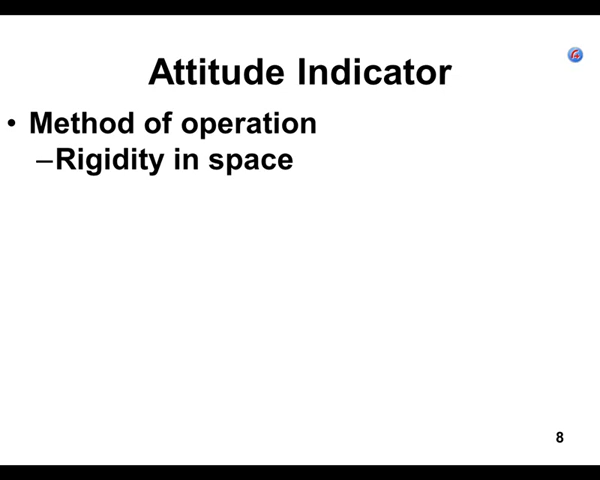 Attitude Indicator
• Method of operation
–Rigidity in space
8